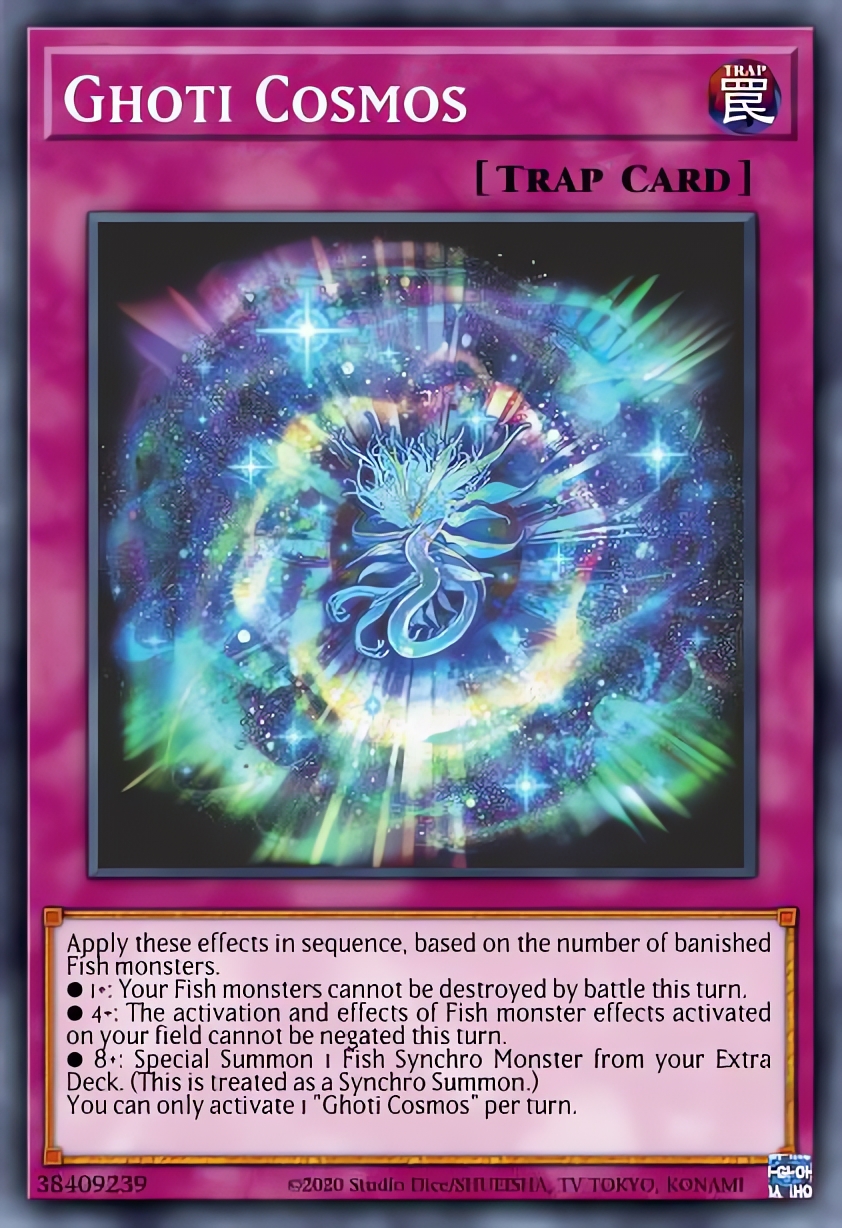 GHOTI COSMOS
TRAP
罠
[TRAP CARD]
Apply these effects in sequence, based on the number of banished
Fish monsters.
● 1+: Your Fish monsters cannot be destroyed by battle this turn.
● 4+: The activation and effects of Fish monster effects activated
on your field cannot be negated this turn.
● 8+: Special Summon 1 Fish Synchro Monster from your Extra
Deck. (This is treated as a Synchro Summon.)
You can only activate 1 "Ghoti Cosmos" per turn.
38409239
©2020 Studio Dice/SHUEISHA, TV TOKYO, KONAMI